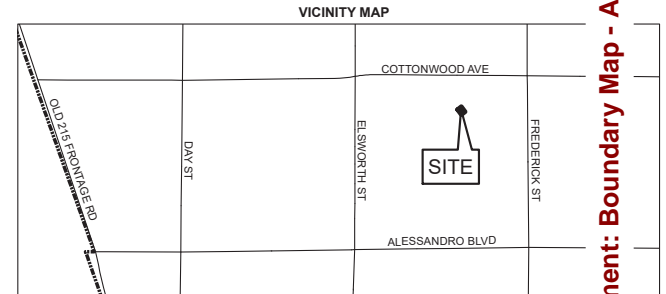 VICINITY MAP
COTTONWOOD AVE
OLD 215 FRONTAGE RD
DAY ST
ELSWORTH ST
FREDERICK ST
SITE
ALESSANDRO BLVD
ment: Boundary Map - A